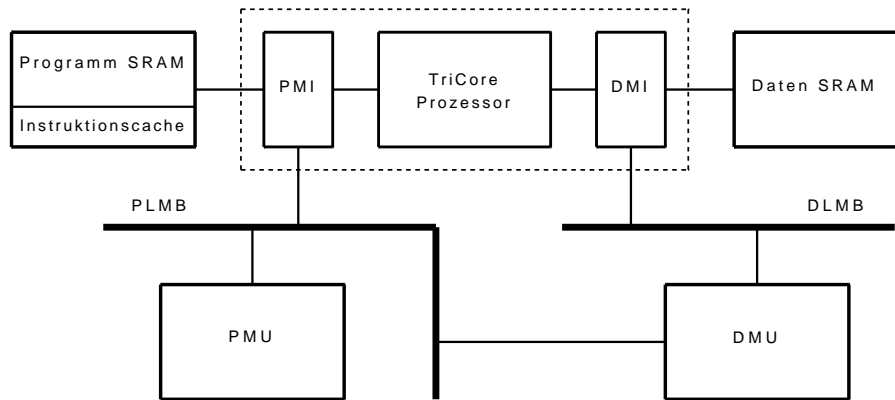 Programm SRAM
Instruktionscache
PMI
TriCore
Prozessor
DMI
Daten SRAM
PLMB
DLMB
PMU
DMU